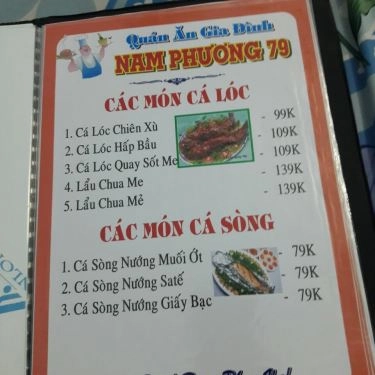 Quán Ăn Gia Đình
NAM PHƯƠNG 79
CÁC MÓN CÁ LÓC
1. Cá Lóc Chiên Xù - 99K
2. Cá Lóc Hấp Bầu - 109K
3. Cá Lóc Quay Sốt Me - 109K
4. Lẩu Chua Me - 139K
5. Lẩu Chua Mẻ - 139K
CÁC MÓN CÁ SÒNG
1. Cá Sòng Nướng Muối Ớt - 79K
2. Cá Sòng Nướng Satế - 79K
3. Cá Sòng Nướng Giấy Bạc - 79K